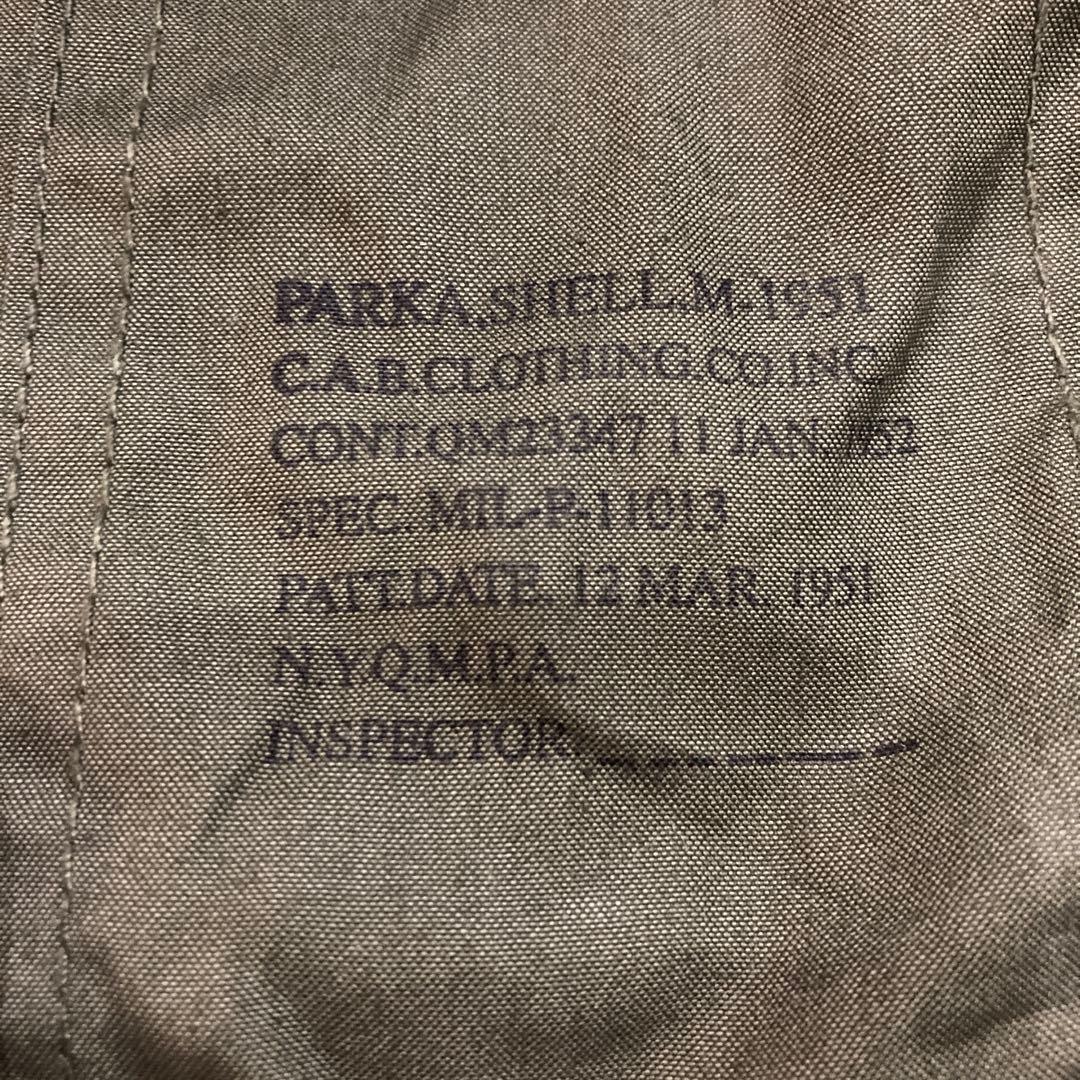 PARKA,SHELL,M-1951
C.A.B.CLOTHING.CO.INC
CONT.QM23347 11 JAN. 1952
SPEC. MIL-P-11013
PATT.DATE. 12 MAR. 1951
N.Y.Q.M.P.A.
INSPECTOR.